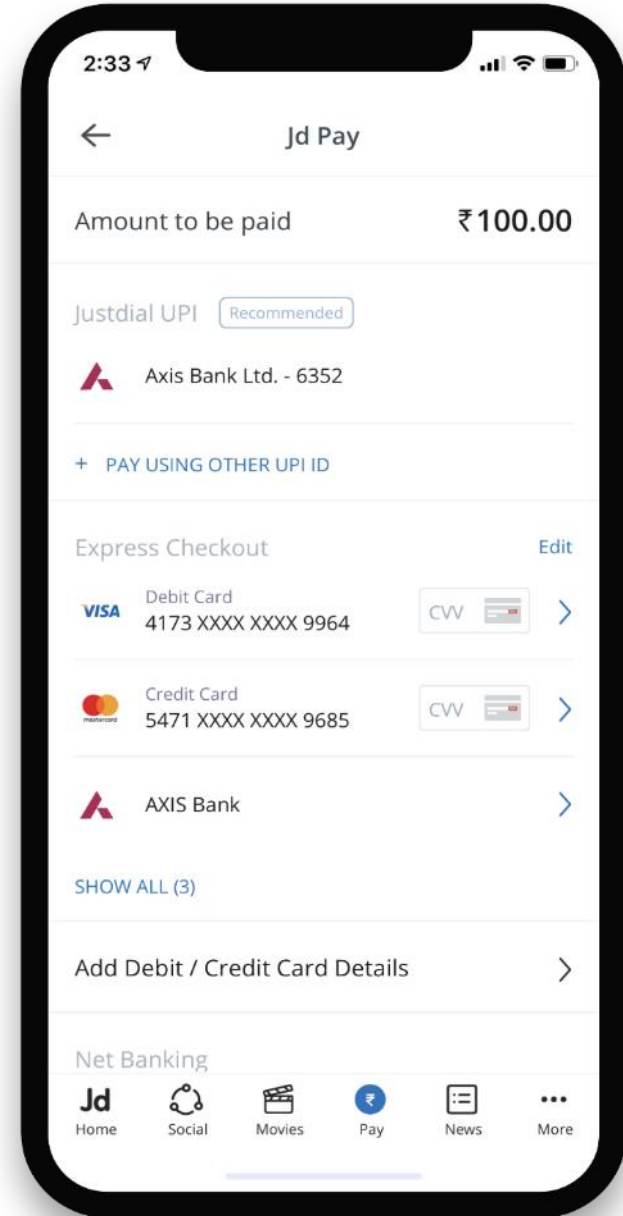 2:33
Jd Pay
Amount to be paid ₹100.00
Justdial UPI Recommended
Axis Bank Ltd. - 6352
+ PAY USING OTHER UPI ID
Express Checkout Edit
VISA Debit Card CVV
4173 XXXX XXXX 9964
mastercard Credit Card CVV
5471 XXXX XXXX 9685
AXIS Bank
SHOW ALL (3)
Add Debit / Credit Card Details
Net Banking
Jd ₹
Home Social Movies Pay News More